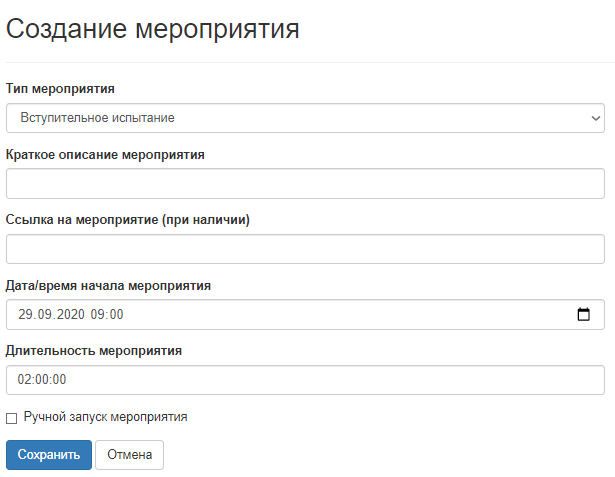 Создание мероприятия
Тип мероприятия
Вступительное испытание
Краткое описание мероприятия
Ссылка на мероприятие (при наличии)
Дата/время начала мероприятия
29.09.2020 09:00
Длительность мероприятия
02:00:00
Ручной запуск мероприятия
Сохранить Отмена